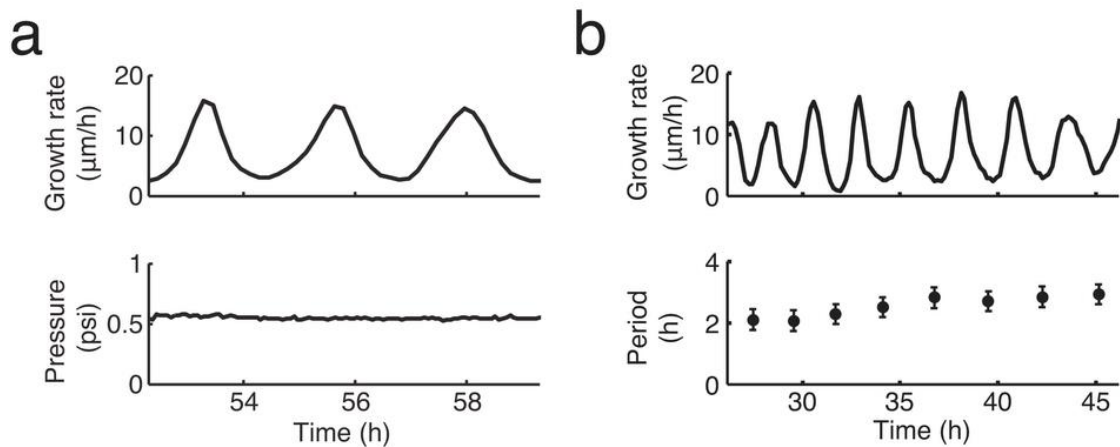 a
Growth rate
(µm/h)
20
10
0
Pressure
(psi)
1
0.5
0
54 56 58
Time (h)
b
Growth rate
(µm/h)
20
10
0
Period
(h)
4
2
0
30 35 40 45
Time (h)